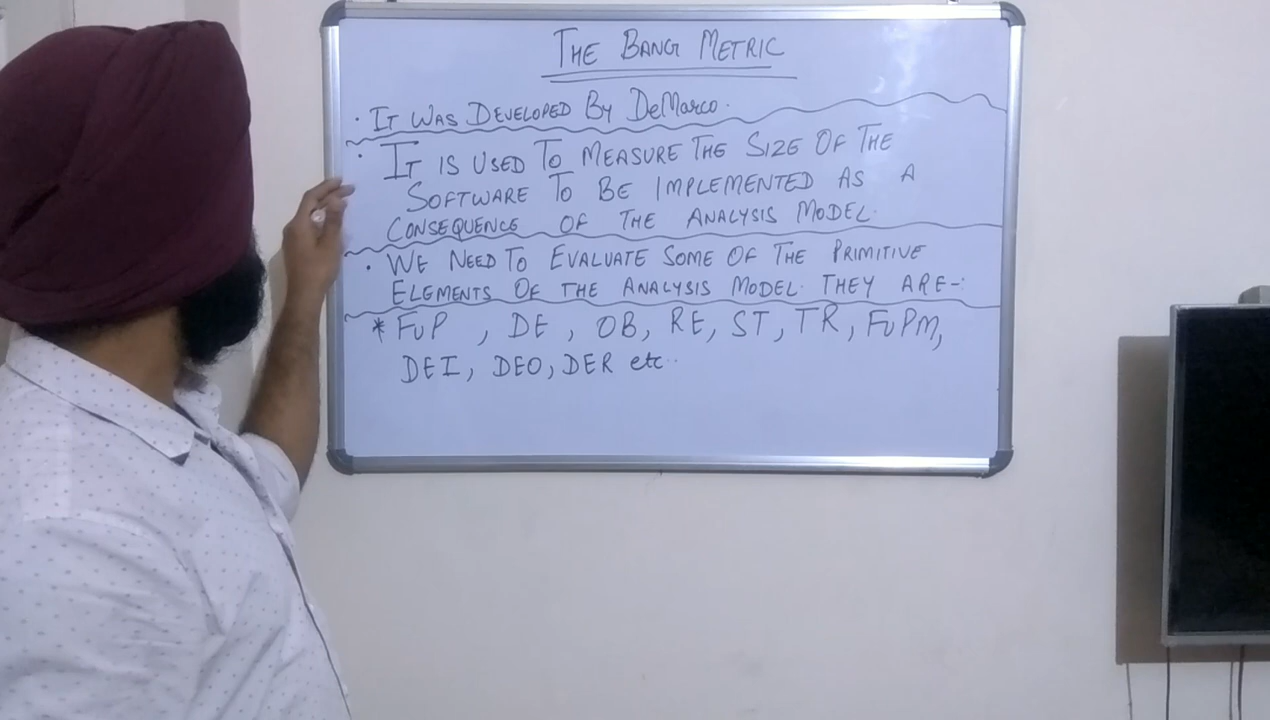 THE BANG METRIC
· IT WAS DEVELOPED BY DEMARCO.
· IT IS USED TO MEASURE THE SIZE OF THE
SOFTWARE TO BE IMPLEMENTED AS A
CONSEQUENCE OF THE ANALYSIS MODEL.
· WE NEED TO EVALUATE SOME OF THE PRIMITIVE
ELEMENTS OF THE ANALYSIS MODEL. THEY ARE-:
* FuP , DE , OB, RE, ST, TR, FuPM,
DEI, DEO, DER etc..